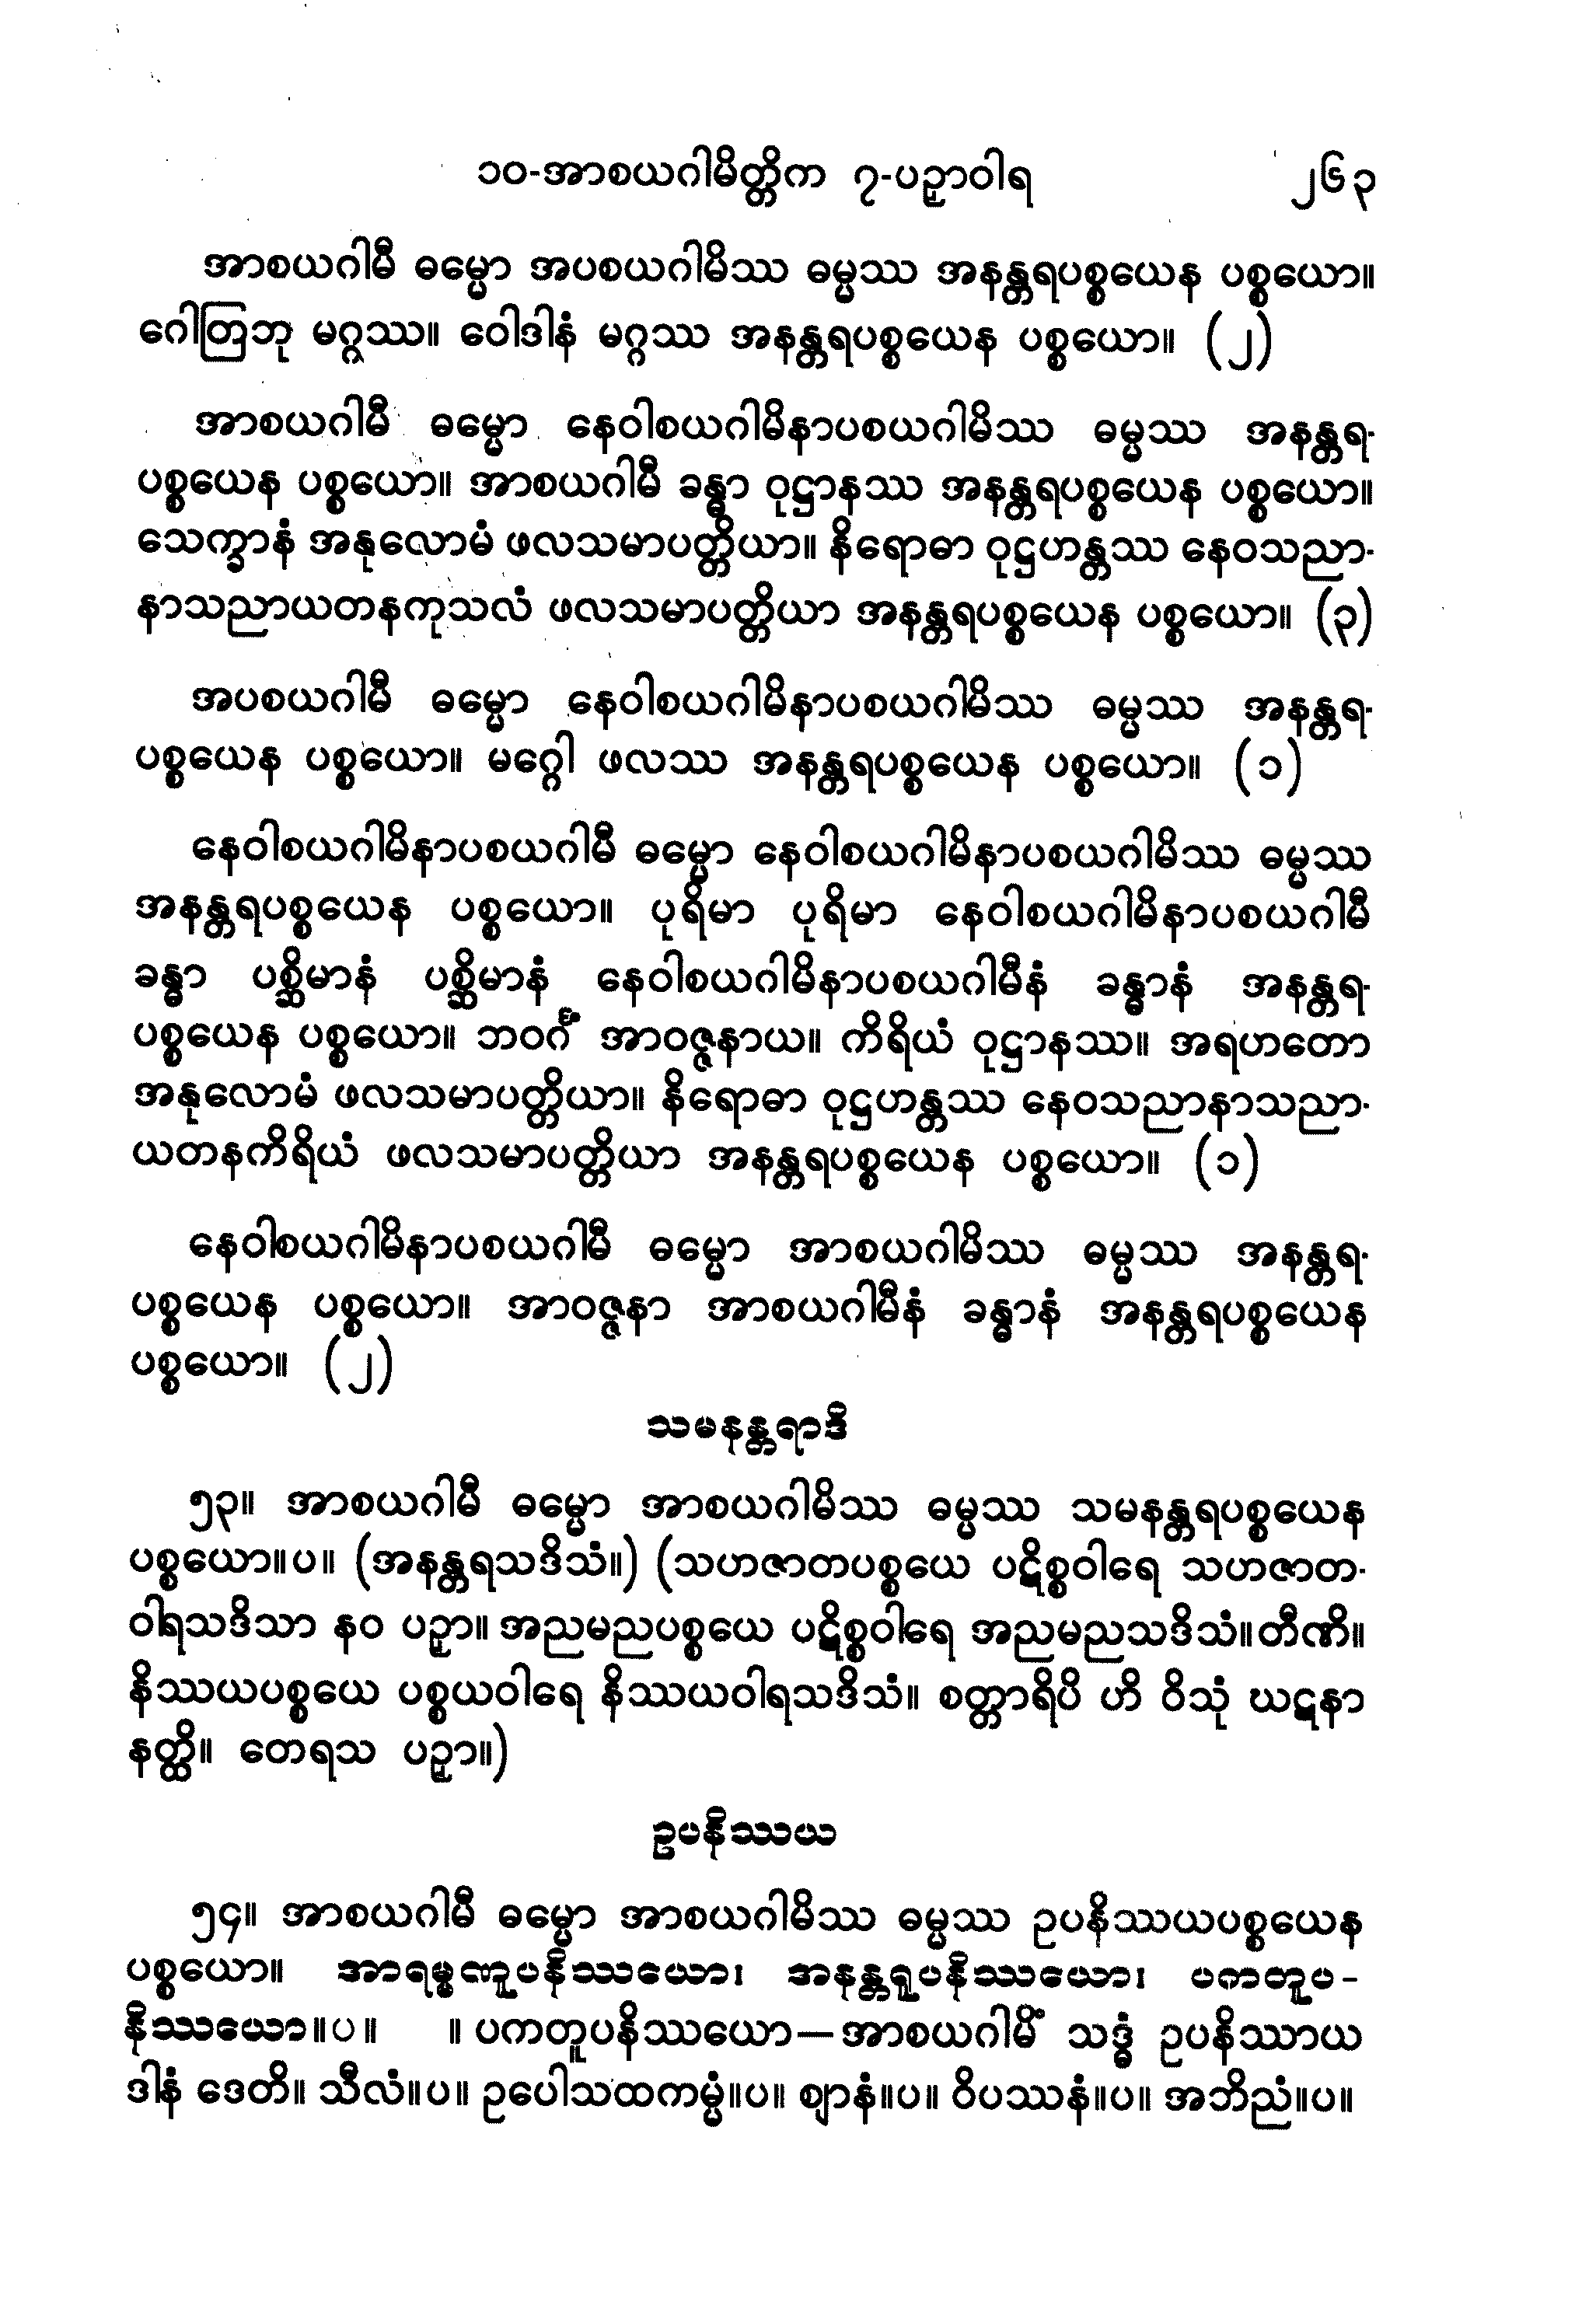 ၁၀-အာစယဂါမိတ္တိက ၇-ပဉှာဝါရ ၂၆၃
အာစယဂါမီ ဓမ္မော အပစယဂါမိဿ ဓမ္မဿ အနန္တရပစ္စယေန ပစ္စယော။
ဂေါတြဘု မဂ္ဂဿ။ ဝေါဒါနံ မဂ္ဂဿ အနန္တရပစ္စယေန ပစ္စယော။ (၂)
အာစယဂါမီ ဓမ္မော နေဝါစယဂါမိနာပစယဂါမိဿ ဓမ္မဿ အနန္တရ-
ပစ္စယေန ပစ္စယော။ အာစယဂါမီ ခန္ဓာ ဝုဋ္ဌာနဿ အနန္တရပစ္စယေန ပစ္စယော။
သေက္ခာနံ အနုလောမံ ဖလသမာပတ္တိယာ။ နိရောဓာ ဝုဋ္ဌဟန္တဿ နေဝသညာ-
နာသညာယတနကုသလံ ဖလသမာပတ္တိယာ အနန္တရပစ္စယေန ပစ္စယော။ (၃)
အပစယဂါမီ ဓမ္မော နေဝါစယဂါမိနာပစယဂါမိဿ ဓမ္မဿ အနန္တရ-
ပစ္စယေန ပစ္စယော။ မဂ္ဂေါ ဖလဿ အနန္တရပစ္စယေန ပစ္စယော။ (၁)
နေဝါစယဂါမိနာပစယဂါမီ ဓမ္မော နေဝါစယဂါမိနာပစယဂါမိဿ ဓမ္မဿ
အနန္တရပစ္စယေန ပစ္စယော။ ပုရိမာ ပုရိမာ နေဝါစယဂါမိနာပစယဂါမီ
ခန္ဓာ ပစ္ဆိမာနံ ပစ္ဆိမာနံ နေဝါစယဂါမိနာပစယဂါမီနံ ခန္ဓာနံ အနန္တရ-
ပစ္စယေန ပစ္စယော။ ဘဝင်္ဂံ အာဝဇ္ဇနာယ။ ကိရိယံ ဝုဋ္ဌာနဿ။ အရဟတော
အနုလောမံ ဖလသမာပတ္တိယာ။ နိရောဓာ ဝုဋ္ဌဟန္တဿ နေဝသညာနာသညာ-
ယတနကိရိယံ ဖလသမာပတ္တိယာ အနန္တရပစ္စယေန ပစ္စယော။ (၁)
နေဝါစယဂါမိနာပစယဂါမီ ဓမ္မော အာစယဂါမိဿ ဓမ္မဿ အနန္တရ-
ပစ္စယေန ပစ္စယော။ အာဝဇ္ဇနာ အာစယဂါမီနံ ခန္ဓာနံ အနန္တရပစ္စယေန
ပစ္စယော။ (၂)
သမနန္တရာဒိ
၅၃။ အာစယဂါမီ ဓမ္မော အာစယဂါမိဿ ဓမ္မဿ သမနန္တရပစ္စယေန
ပစ္စယော။ပ။ (အနန္တရသဒိသံ။) (သဟဇာတပစ္စယေ ပဋိစ္စဝါရေ သဟဇာတ-
ဝါရသဒိသာ နဝ ပဉှာ။ အညမညပစ္စယေ ပဋိစ္စဝါရေ အညမညသဒိသံ။တီဏိ။
နိဿယပစ္စယေ ပစ္စယဝါရေ နိဿယဝါရသဒိသံ။ စတ္တာရိပိ ဟိ ဝိသုံ ဃဋနာ
နတ္ထိ။ တေရသ ပဉှာ။)
ဥပနိဿယ
၅၄။ အာစယဂါမီ ဓမ္မော အာစယဂါမိဿ ဓမ္မဿ ဥပနိဿယပစ္စယေန
ပစ္စယော။ အာရမ္မဏူပနိဿယော၊ အနန္တရူပနိဿယော၊ ပကတူပ-
နိဿယော။ပ။ ။ ပကတူပနိဿယော—အာစယဂါမိံ သဒ္ဓံ ဥပနိဿာယ
ဒါနံ ဒေတိ။ သီလံ။ပ။ ဥပေါသထကမ္မံ။ပ။ ဈာနံ။ပ။ ဝိပဿနံ။ပ။ အဘိညံ။ပ။